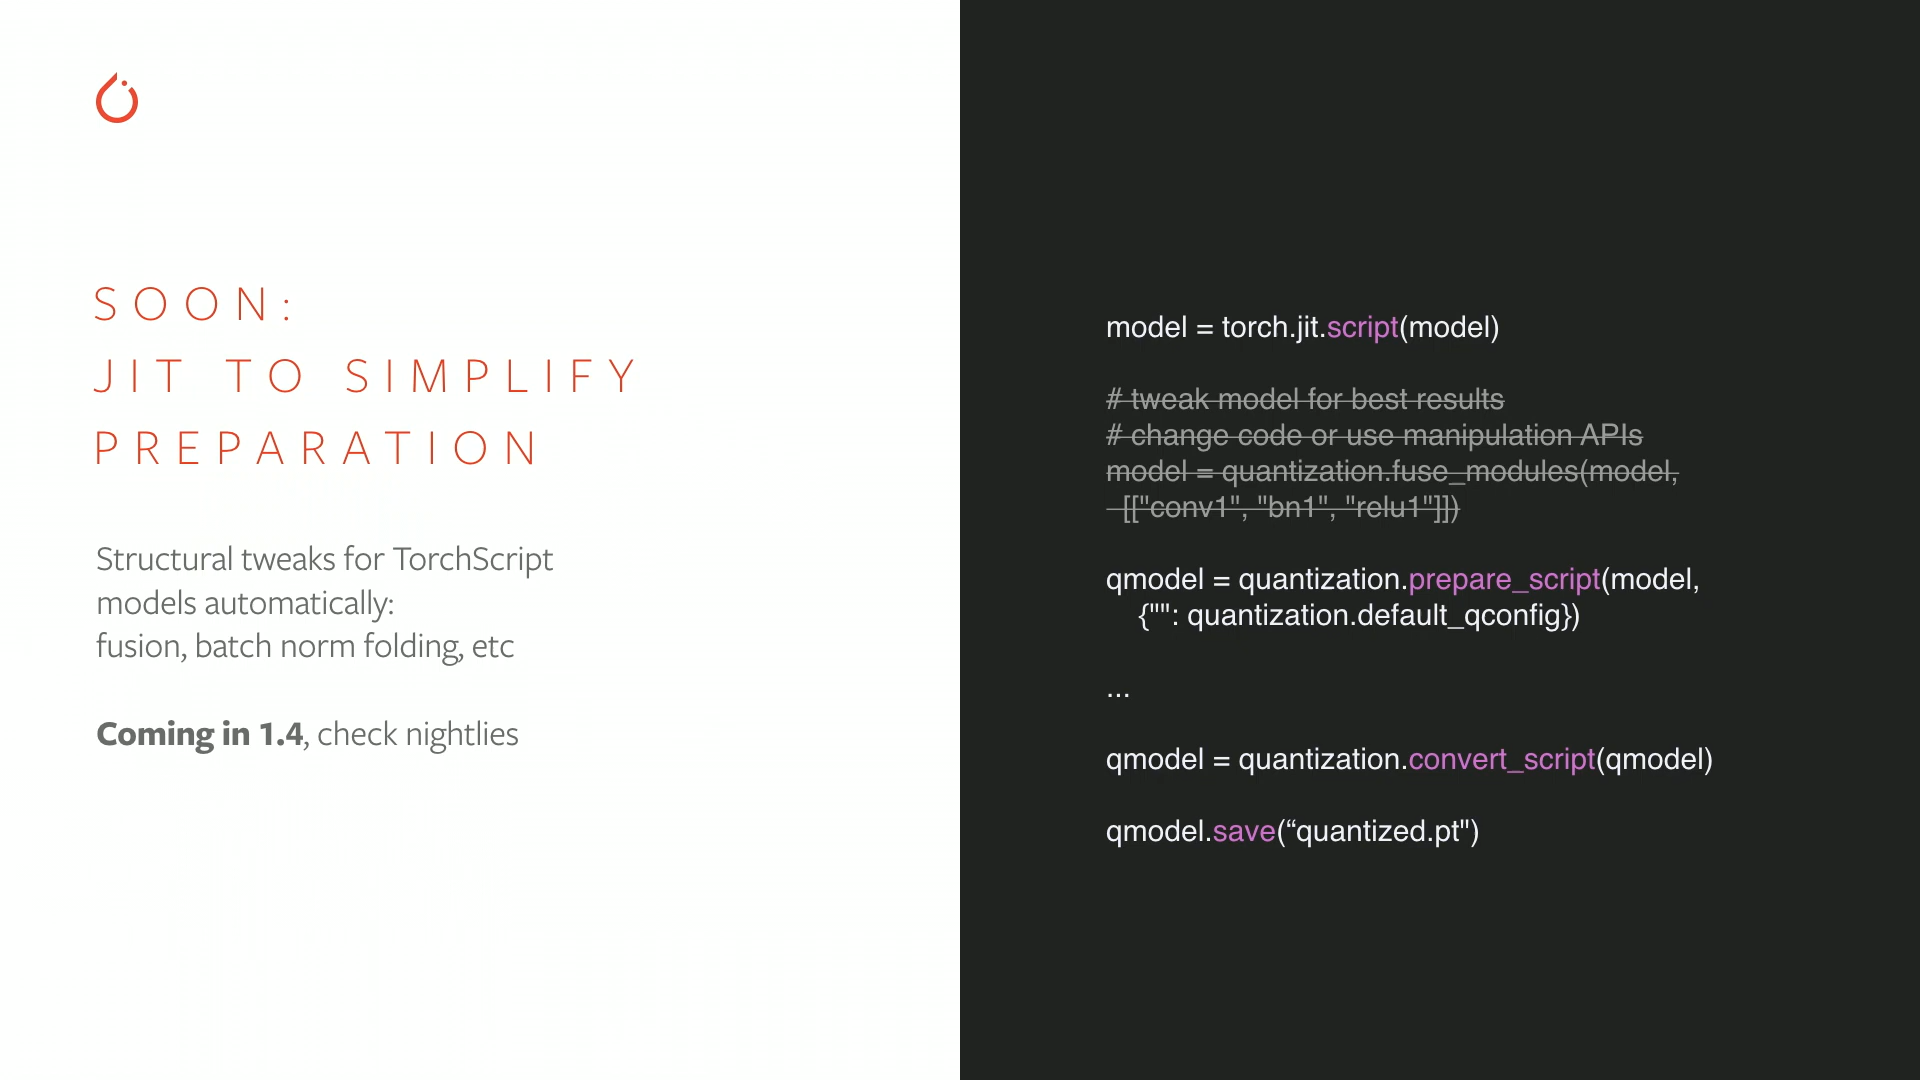 SOON:
JIT TO SIMPLIFY
PREPARATION
Structural tweaks for TorchScript
models automatically:
fusion, batch norm folding, etc
Coming in 1.4, check nightlies
model = torch.jit.script(model)
# tweak model for best results
# change code or use manipulation APIs
model = quantization.fuse_modules(model,
[["conv1", "bn1", "relu1"]])
qmodel = quantization.prepare_script(model,
{"": quantization.default_qconfig})
...
qmodel = quantization.convert_script(qmodel)
qmodel.save(“quantized.pt")